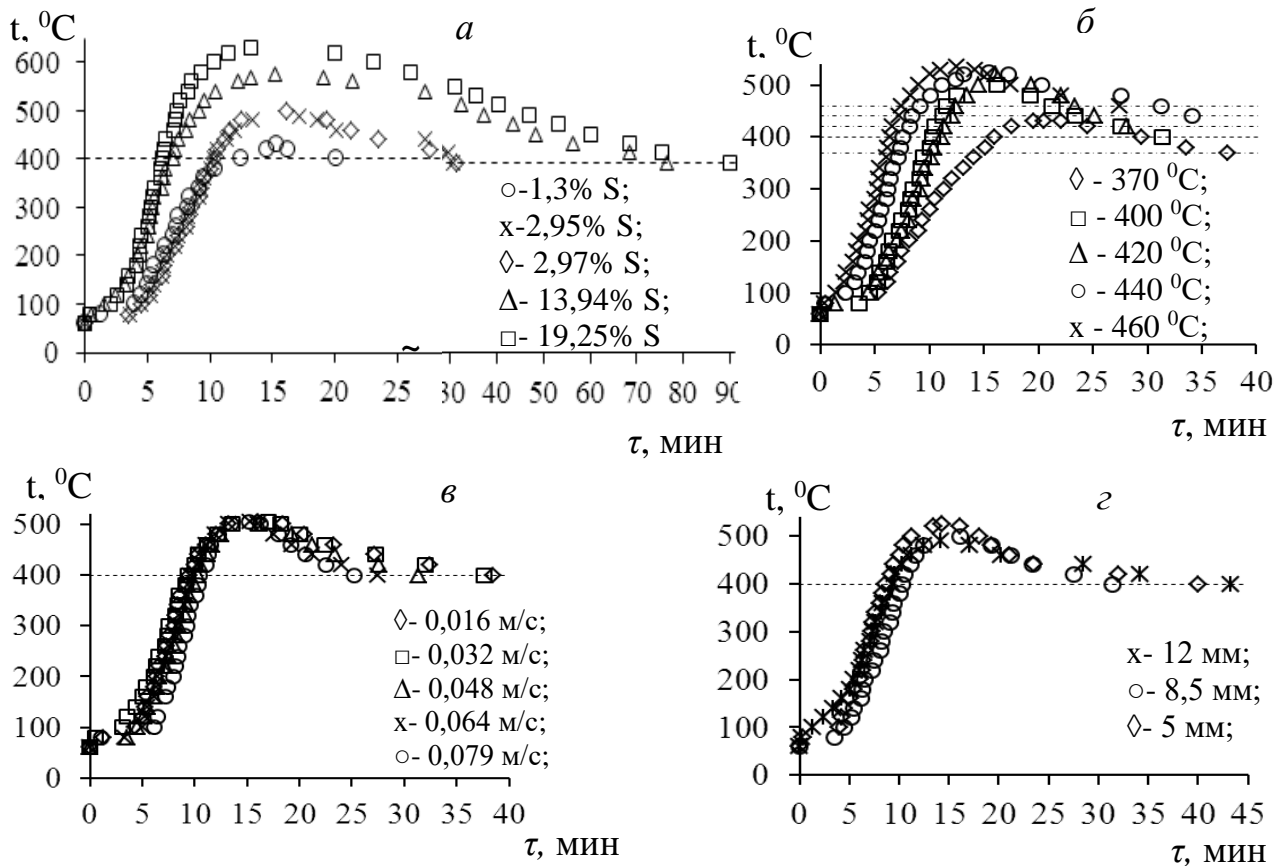 t, ⁰C
а
600
500
400
300
200
100
0
○-1,3% S;
x-2,95% S;
◇- 2,97% S;
Δ- 13,94% S;
□- 19,25% S
~
0 5 10 15 20 25 30 40 50 60 70 80 90
τ, мин
t, ⁰C
б
500
400
300
200
100
0
◇ - 370 ⁰C;
□ - 400 ⁰C;
Δ - 420 ⁰C;
○ - 440 ⁰C;
x - 460 ⁰C;
0 5 10 15 20 25 30 35 40
τ, мин
t, ⁰C
в
500
400
300
200
100
0
◇- 0,016 м/с;
□- 0,032 м/с;
Δ- 0,048 м/с;
x- 0,064 м/с;
○- 0,079 м/с;
0 5 10 15 20 25 30 35 40
τ, мин
t, ⁰C
г
500
400
300
200
100
0
x- 12 мм;
○- 8,5 мм;
◇- 5 мм;
0 5 10 15 20 25 30 35 40 45
τ, мин